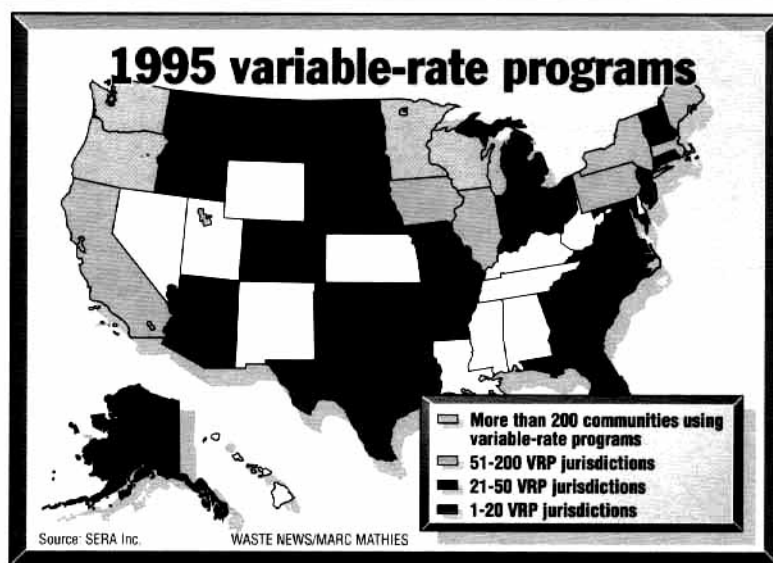 1995 variable-rate programs
More than 200 communities using
variable-rate programs
51-200 VRP jurisdictions
21-50 VRP jurisdictions
1-20 VRP jurisdictions
Source: SERA Inc.
WASTE NEWS/MARC MATHIES